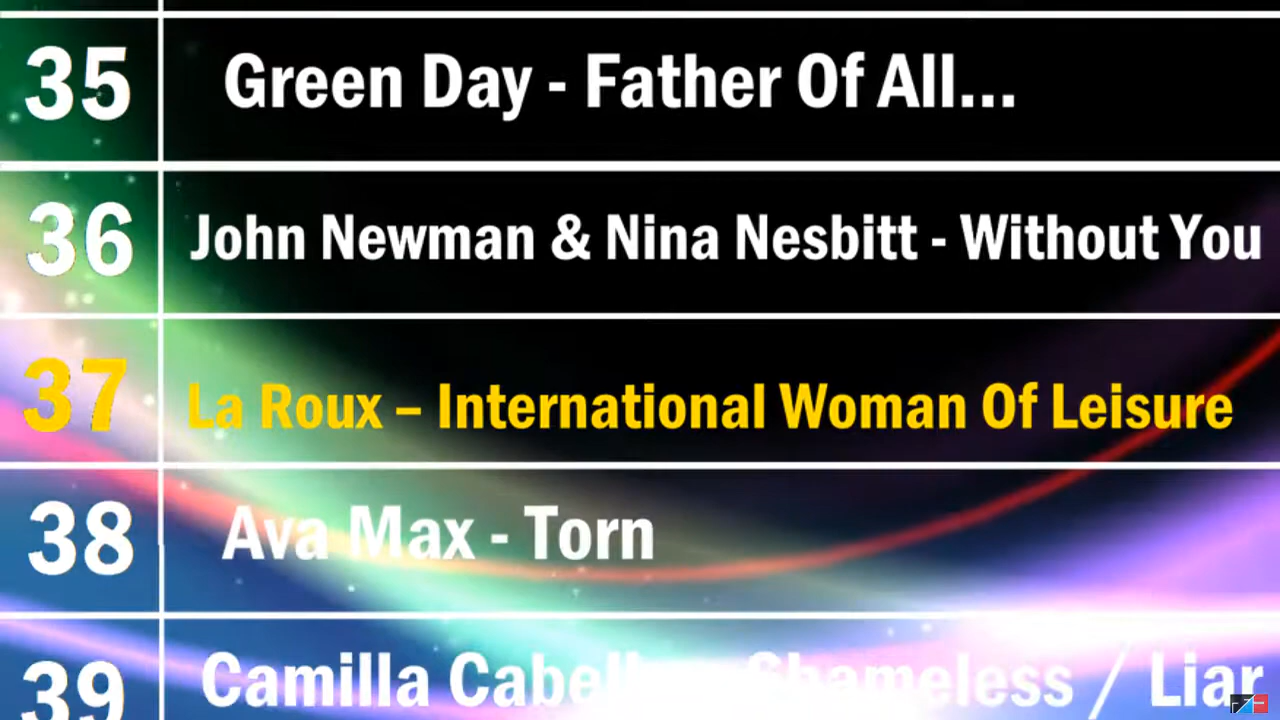 35 Green Day - Father Of All...
36 John Newman & Nina Nesbitt - Without You
37 La Roux – International Woman Of Leisure
38 Ava Max - Torn
39 Camilla Cabello - Shameless / Liar